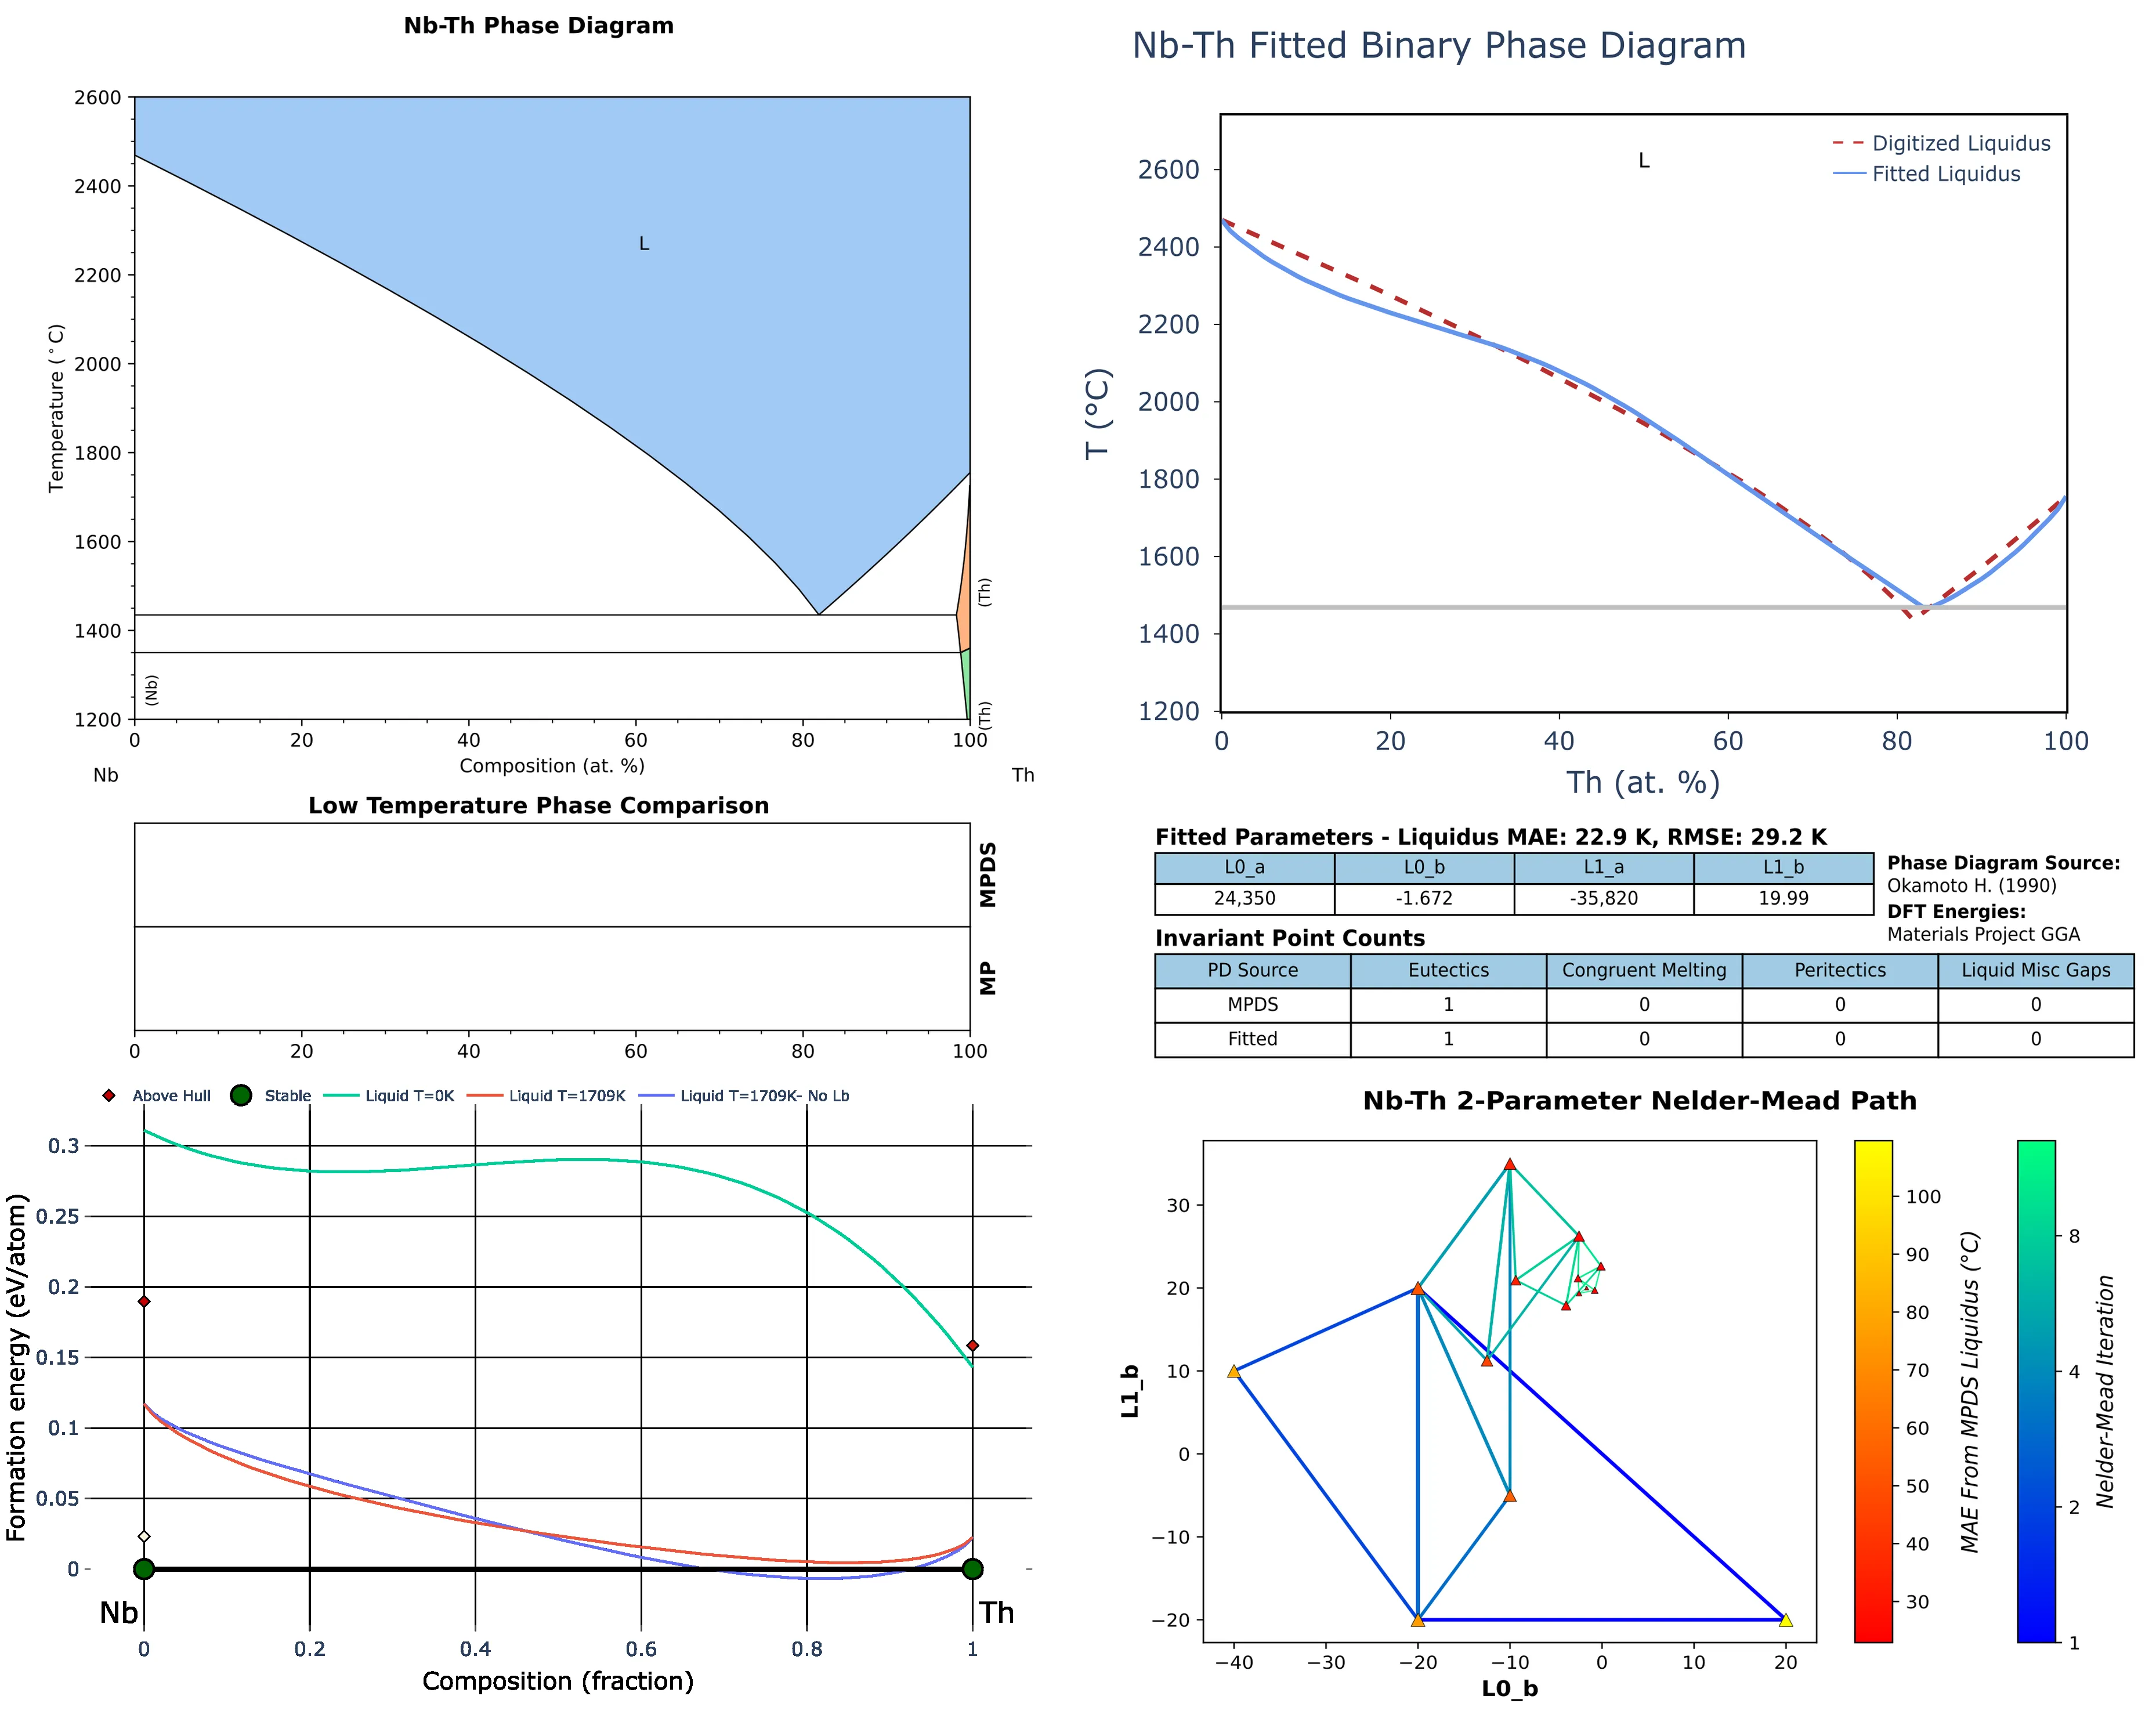 Nb-Th Phase Diagram
2600
2400
2200
2000
1800
1600
1400
1200
Temperature (°C)
L
(Nb)
(Th)
(Th)
0 20 40 60 80 100
Composition (at. %)
Nb Th
Nb-Th Fitted Binary Phase Diagram
L
Digitized Liquidus
Fitted Liquidus
2600
2400
2200
2000
1800
1600
1400
1200
T (°C)
0 20 40 60 80 100
Th (at. %)
Low Temperature Phase Comparison
MPDS
MP
0 20 40 60 80 100
Fitted Parameters - Liquidus MAE: 22.9 K, RMSE: 29.2 K
L0_a L0_b L1_a L1_b
24,350 -1.672 -35,820 19.99
Phase Diagram Source:
Okamoto H. (1990)
DFT Energies:
Materials Project GGA
Invariant Point Counts
PD Source Eutectics Congruent Melting Peritectics Liquid Misc Gaps
MPDS 1 0 0 0
Fitted 1 0 0 0
Above Hull Stable Liquid T=0K Liquid T=1709K Liquid T=1709K- No Lb
0.3
0.25
0.2
0.15
0.1
0.05
0
Formation energy (eV/atom)
Nb Th
0 0.2 0.4 0.6 0.8 1
Composition (fraction)
Nb-Th 2-Parameter Nelder-Mead Path
30
20
10
0
−10
−20
L1_b
−40 −30 −20 −10 0 10 20
L0_b
100
90
80
70
60
50
40
30
MAE From MPDS Liquidus (°C)
8
4
2
1
Nelder-Mead Iteration